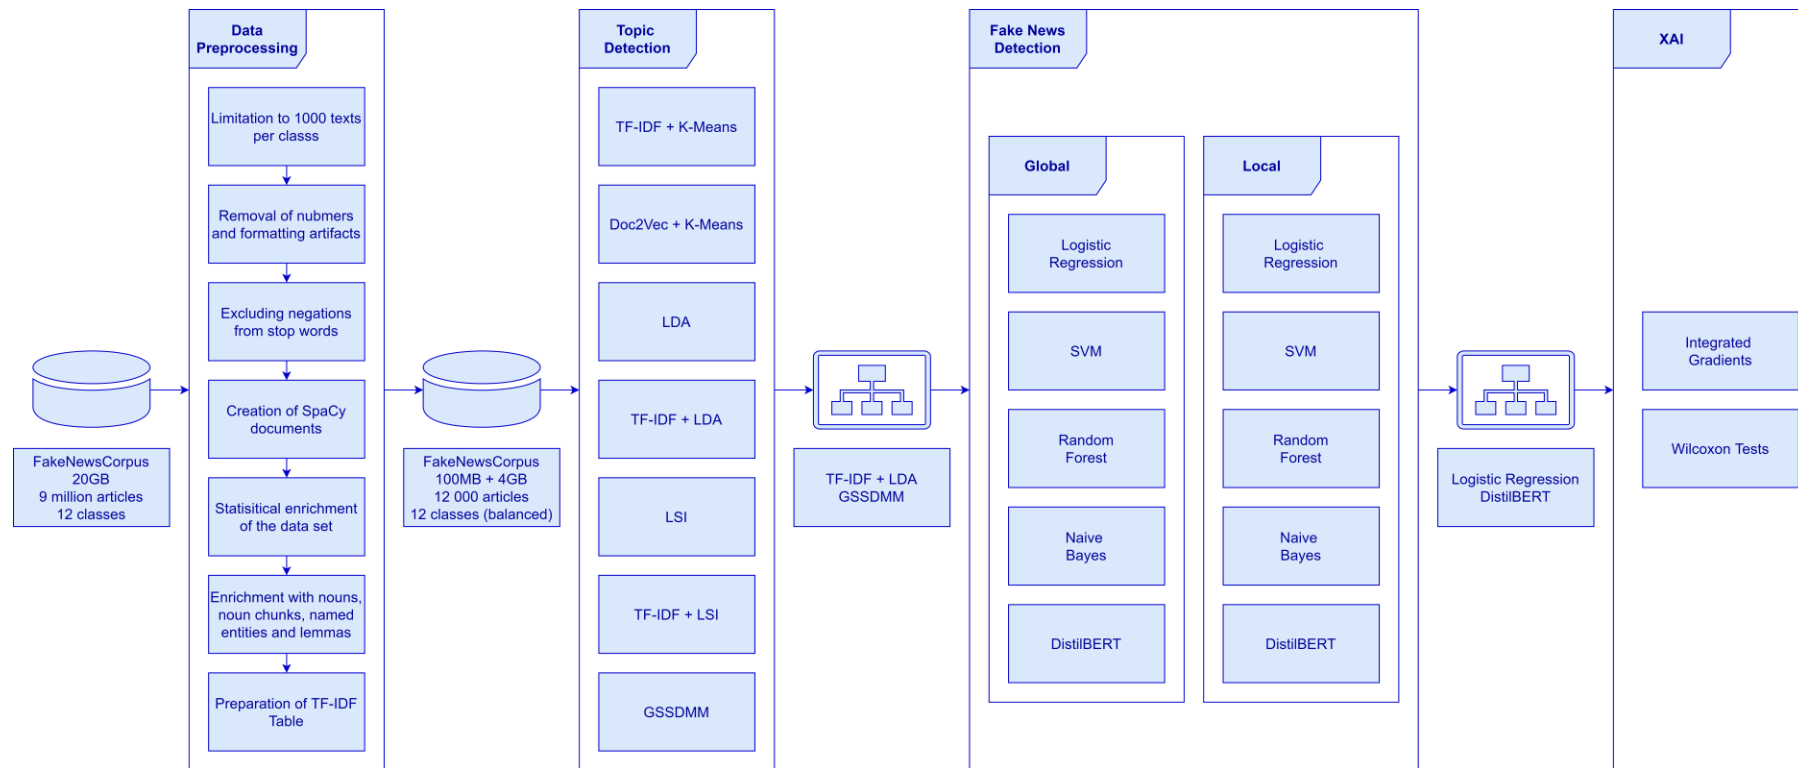 Data
Preprocessing
Limitation to 1000 texts
per classs
Removal of nubmers
and formatting artifacts
Excluding negations
from stop words
Creation of SpaCy
documents
Statisitical enrichment
of the data set
Enrichment with nouns,
noun chunks, named
entities and lemmas
Preparation of TF-IDF
Table
FakeNewsCorpus
20GB
9 million articles
12 classes
FakeNewsCorpus
100MB + 4GB
12 000 articles
12 classes (balanced)
Topic
Detection
TF-IDF + K-Means
Doc2Vec + K-Means
LDA
TF-IDF + LDA
LSI
TF-IDF + LSI
GSSDMM
TF-IDF + LDA
GSSDMM
Fake News
Detection
Global
Logistic
Regression
SVM
Random
Forest
Naive
Bayes
DistilBERT
Local
Logistic
Regression
SVM
Random
Forest
Naive
Bayes
DistilBERT
Logistic Regression
DistilBERT
XAI
Integrated
Gradients
Wilcoxon Tests